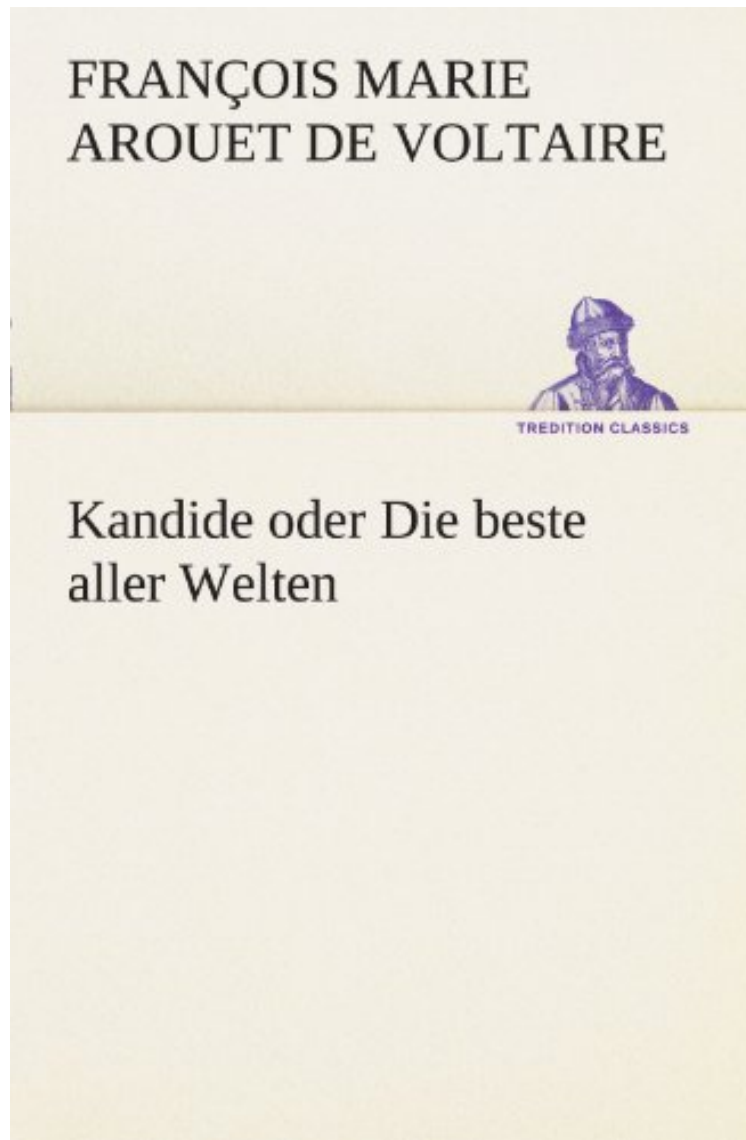 FRANÇOIS MARIE
AROUET DE VOLTAIRE
TREDITION CLASSICS
Kandide oder Die beste
aller Welten